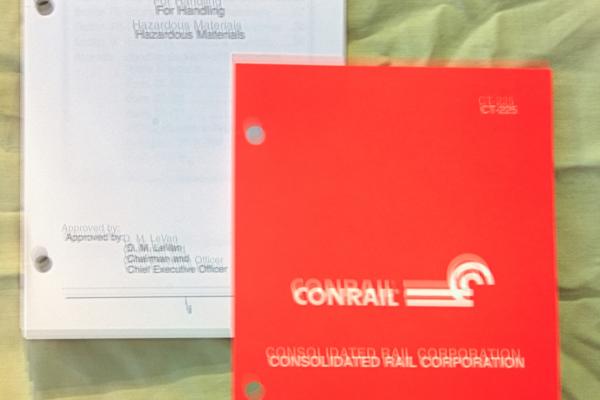 For Handling
Hazardous Materials
Approved by:
D. M. LeVan
Chairman and
Chief Executive Officer
CT-225
CONRAIL
CONSOLIDATED RAIL CORPORATION